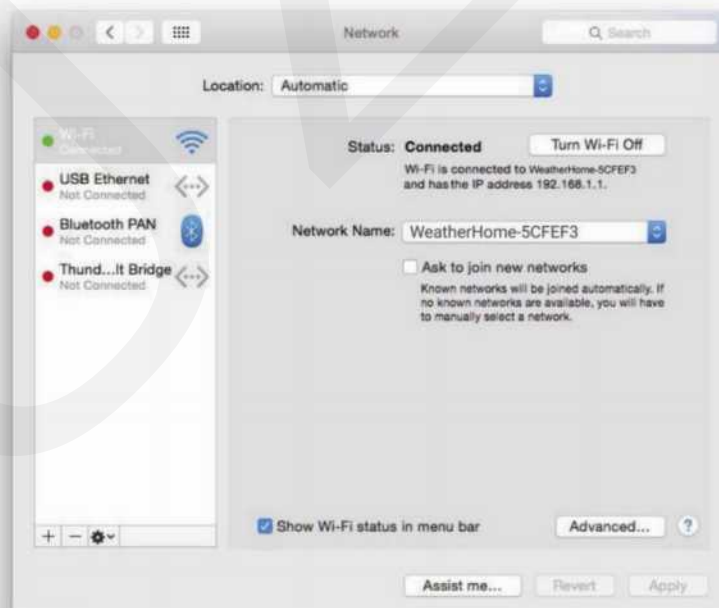 Network
Search
Location: Automatic
Wi-Fi
Connected
USB Ethernet
Not Connected
Bluetooth PAN
Not Connected
Thund...lt Bridge
Not Connected
Status: Connected
Turn Wi-Fi Off
Wi-Fi is connected to WeatherHome-5CFEF3
and has the IP address 192.168.1.1.
Network Name: WeatherHome-5CFEF3
Ask to join new networks
Known networks will be joined automatically. If
no known networks are available, you will have
to manually select a network.
Show Wi-Fi status in menu bar
Advanced...
?
Assist me...
Revert
Apply